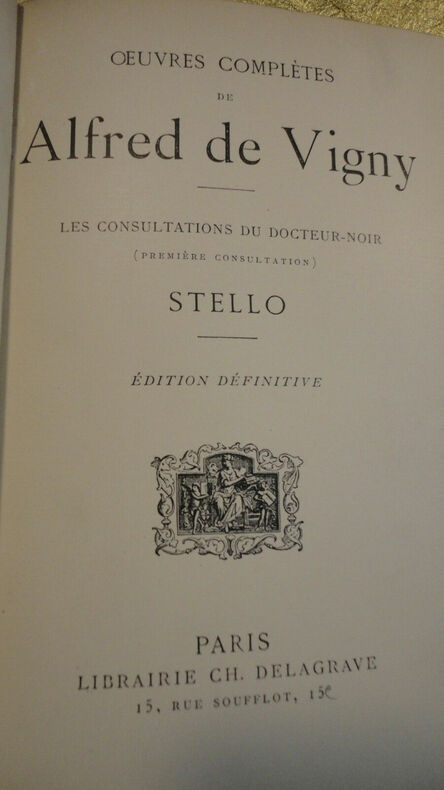 ŒUVRES COMPLÈTES
DE
Alfred de Vigny
LES CONSULTATIONS DU DOCTEUR-NOIR
(PREMIÈRE CONSULTATION)
STELLO
ÉDITION DÉFINITIVE
PARIS
LIBRAIRIE CH. DELAGRAVE
15, RUE SOUFFLOT, 15